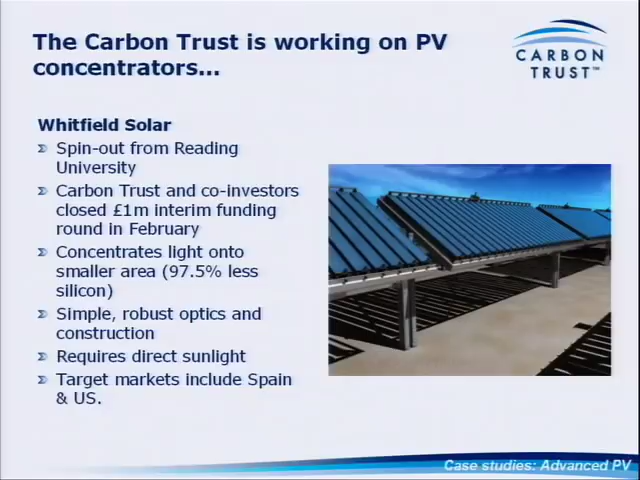 The Carbon Trust is working on PV
concentrators...
CARBON
TRUST™
Whitfield Solar
Spin-out from Reading
University
Carbon Trust and co-investors
closed £1m interim funding
round in February
Concentrates light onto
smaller area (97.5% less
silicon)
Simple, robust optics and
construction
Requires direct sunlight
Target markets include Spain
& US.
Case studies: Advanced PV